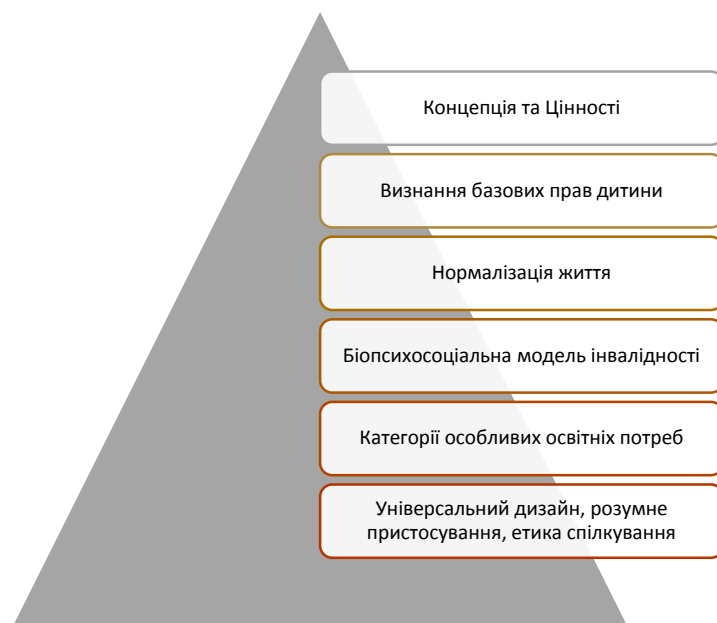 Концепція та Цінності
Визнання базових прав дитини
Нормалізація життя
Біопсихосоціальна модель інвалідності
Категорії особливих освітніх потреб
Універсальний дизайн, розумне
пристосування, етика спілкування